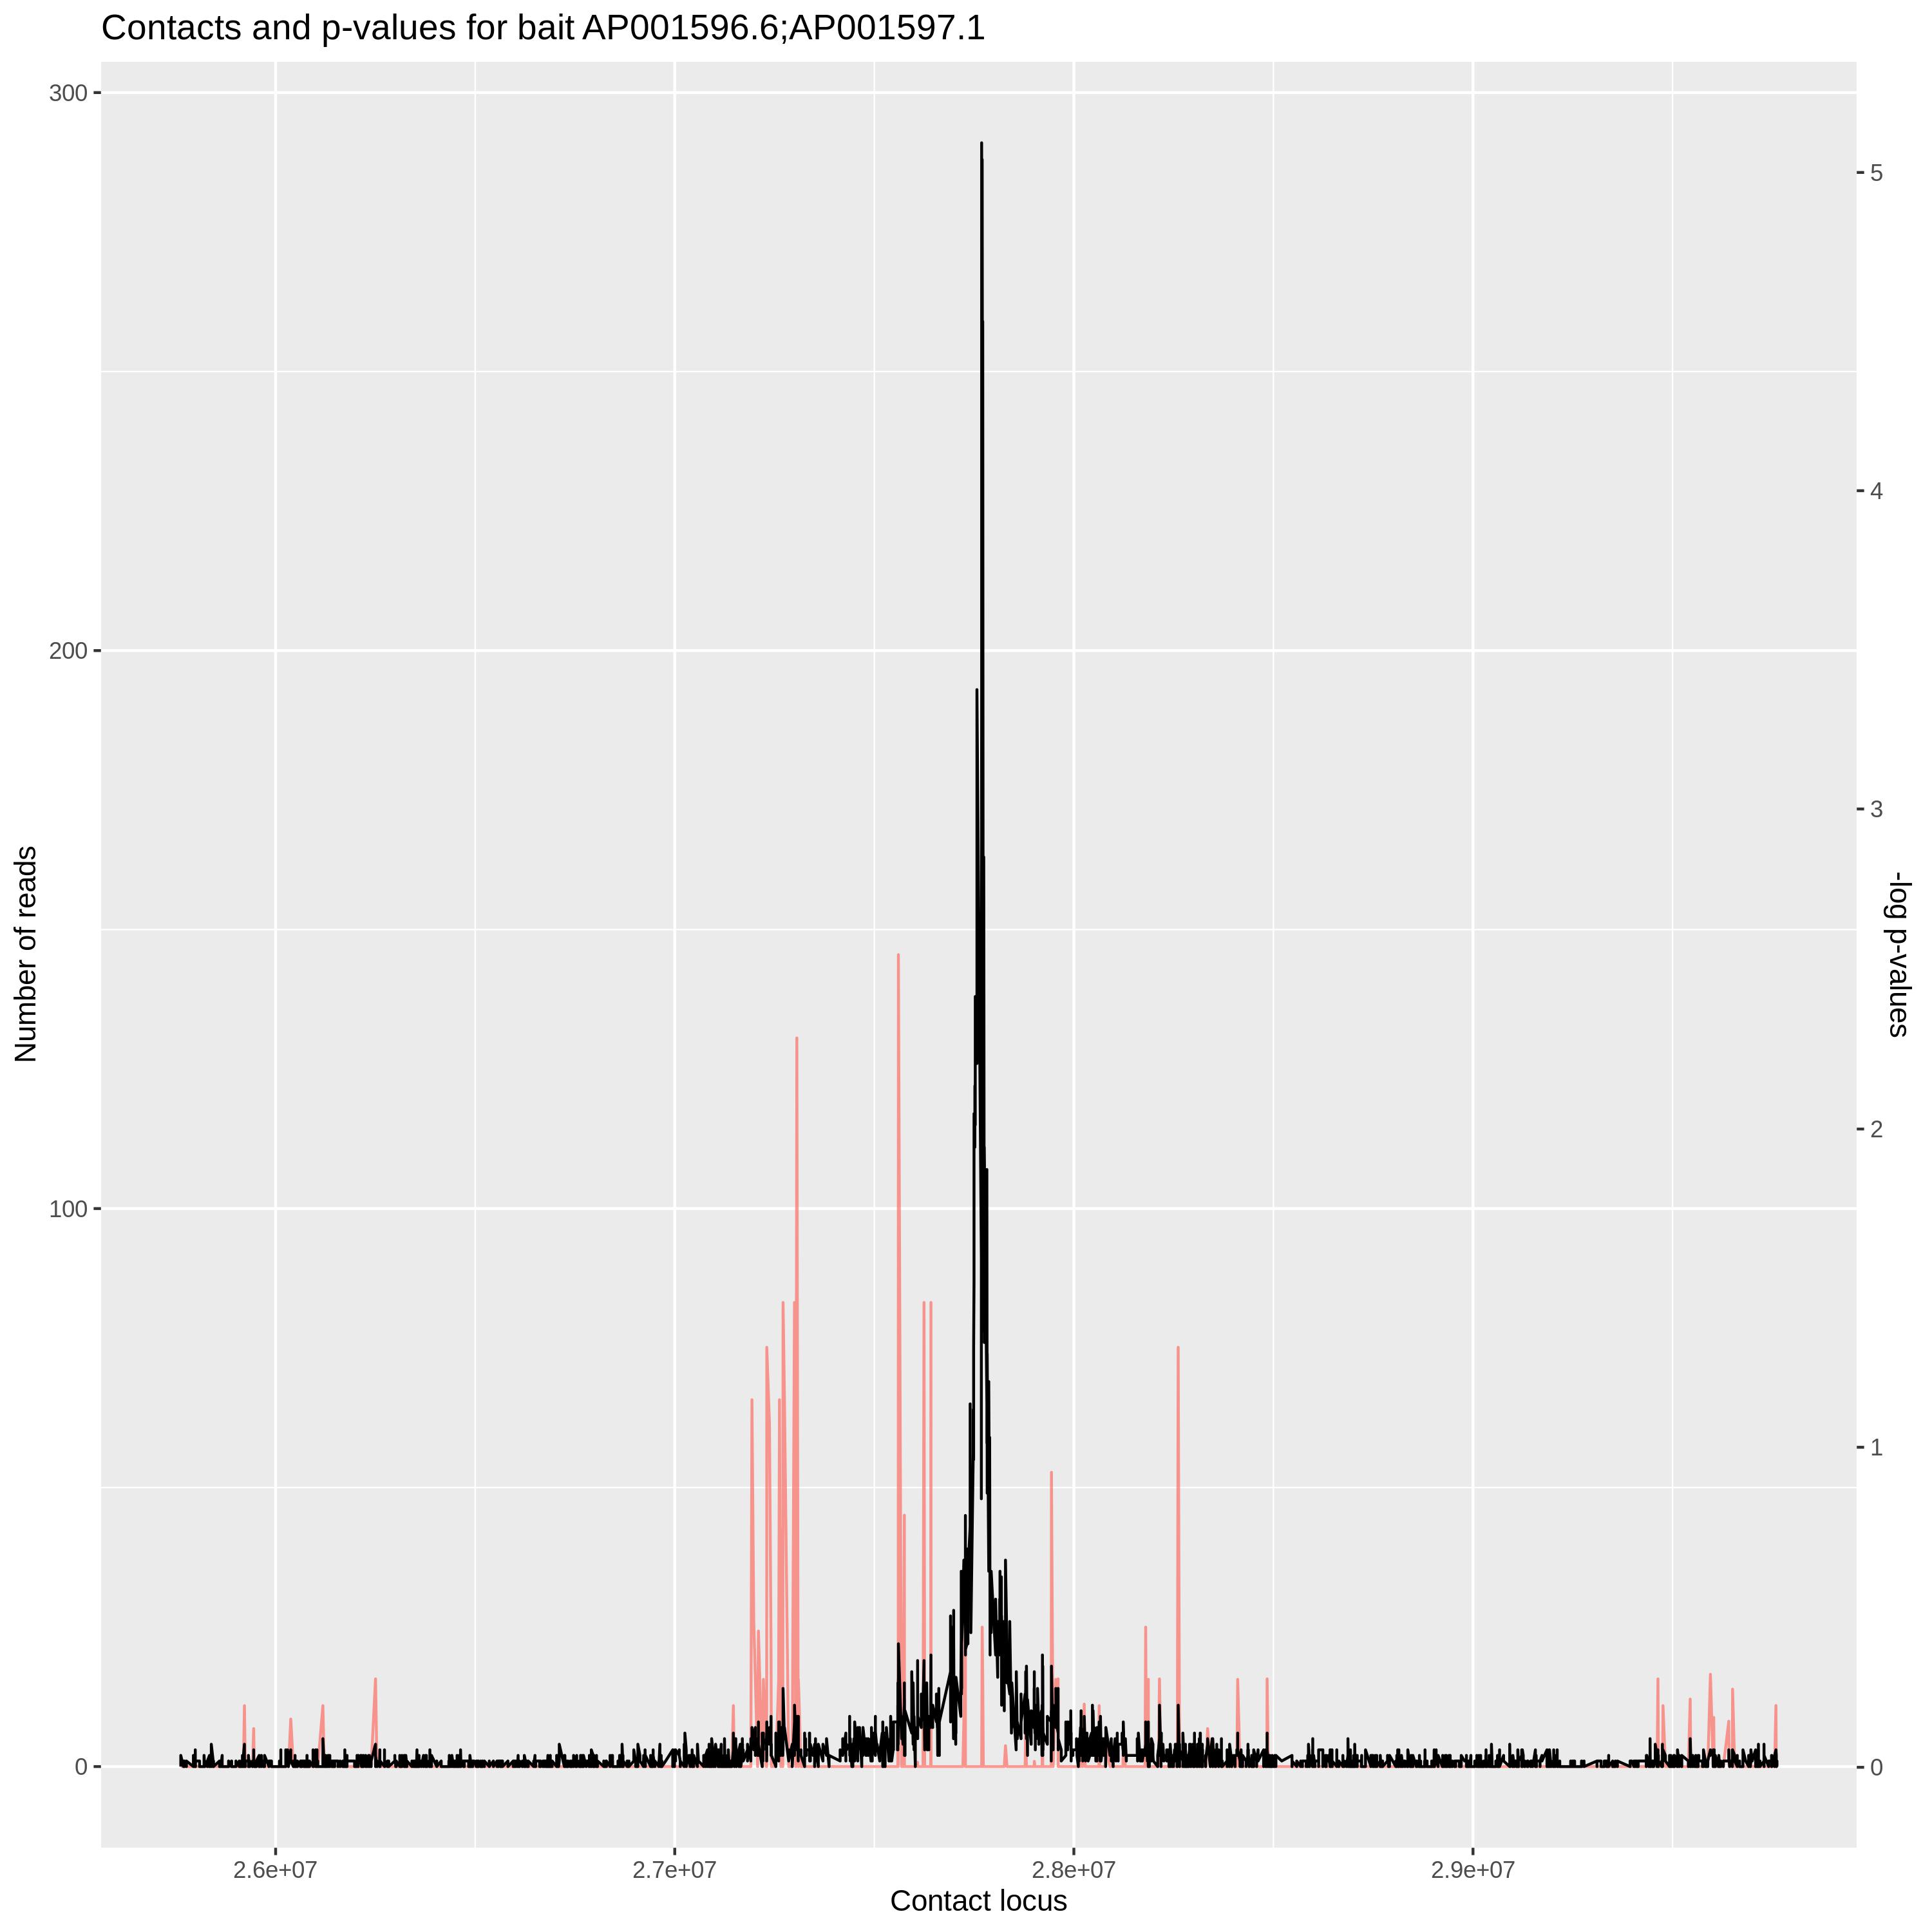 Contacts and p-values for bait AP001596.6;AP001597.1
300
200
100
0
Number of reads
5
4
3
2
1
0
-log p-values
2.6e+07
2.7e+07
2.8e+07
2.9e+07
Contact locus